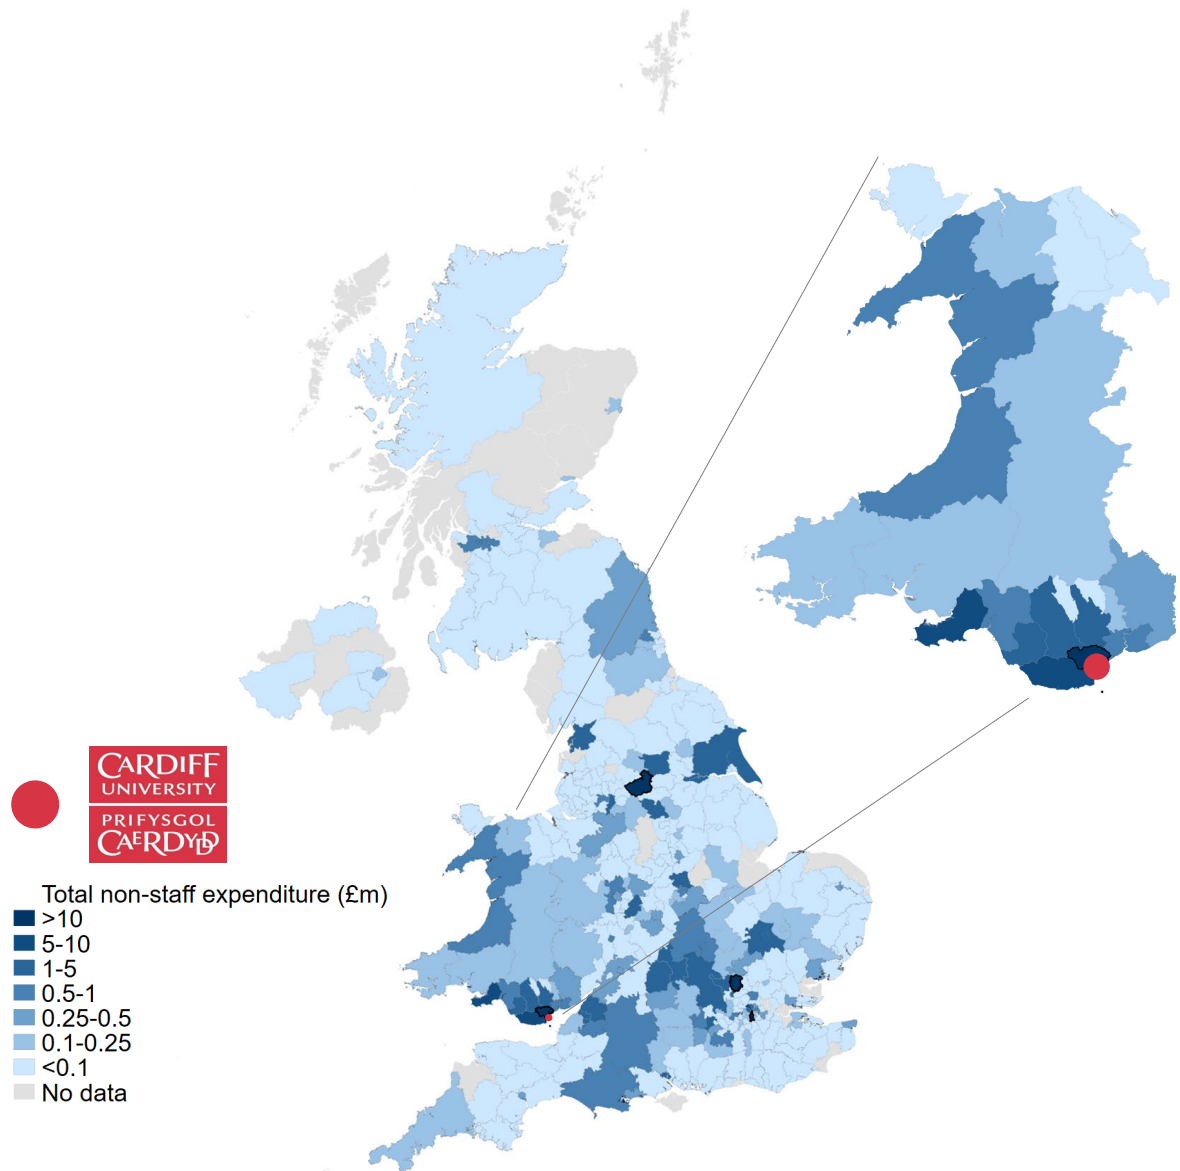 CARDIFF
UNIVERSITY
PRIFYSGOL
CAERDYDD
Total non-staff expenditure (£m)
>10
5-10
1-5
0.5-1
0.25-0.5
0.1-0.25
<0.1
No data